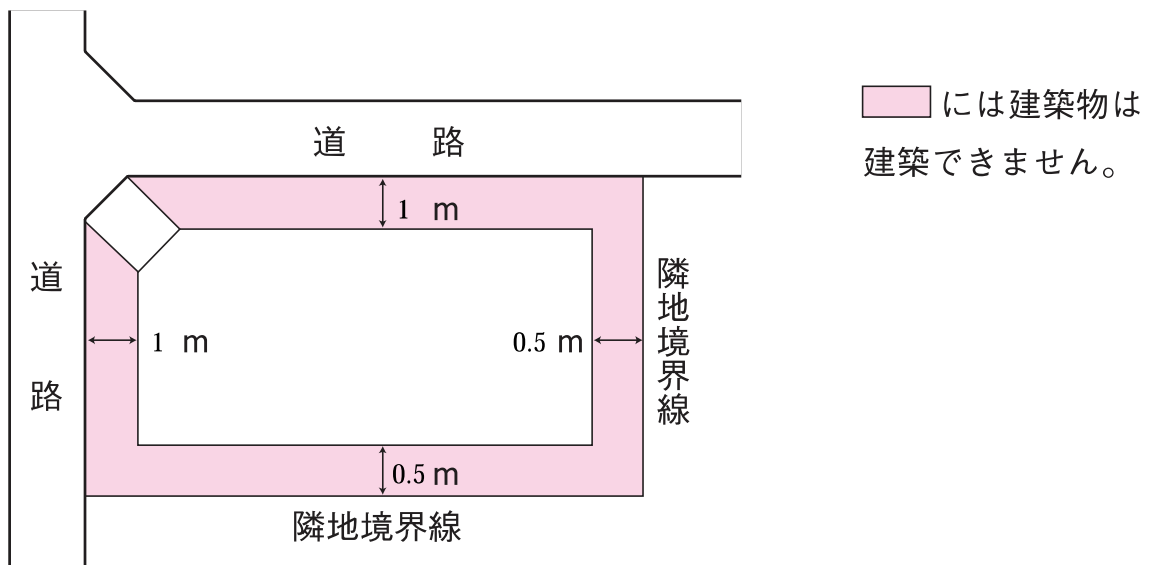 には建築物は
建築できません。
道　路
1 m
道路
1 m
0.5 m
隣地境界線
0.5 m
隣地境界線